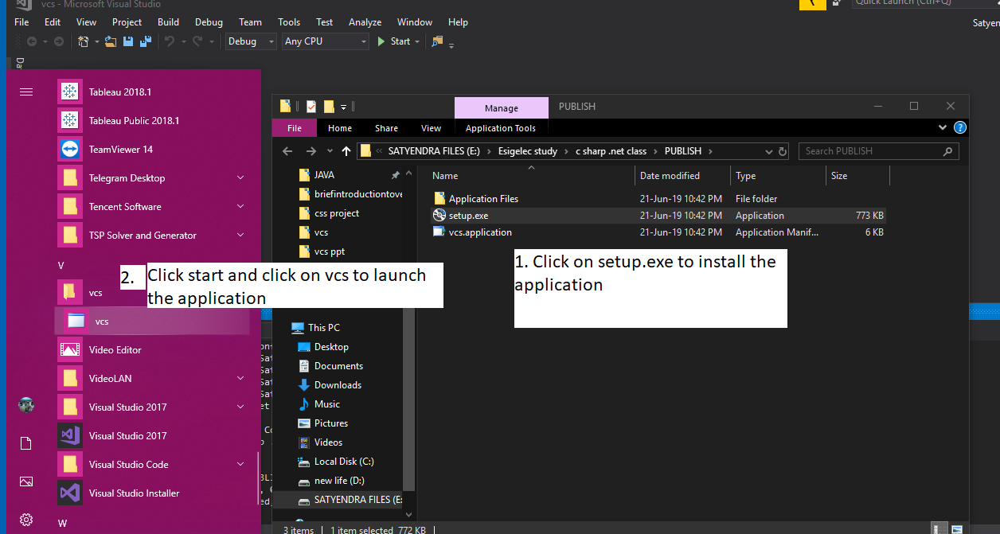 vcs - Microsoft Visual Studio
Quick Launch (Ctrl+Q)
File Edit View Project Build Debug Team Tools Test Analyze Window Help
Satyen
Debug Any CPU Start
Da
Tableau 2018.1
Tableau Public 2018.1
TeamViewer 14
Telegram Desktop
Tencent Software
TSP Solver and Generator
V
vcs
vcs
Video Editor
VideoLAN
Visual Studio 2017
Visual Studio 2017
Visual Studio Code
Visual Studio Installer
W
2. Click start and click on vcs to launch
the application
Manage PUBLISH
File Home Share View Application Tools
« SATYENDRA FILES (E:) > Esigelec study > c sharp .net class > PUBLISH >
Search PUBLISH
JAVA
briefintroductiontove
css project
vcs
vcs ppt
This PC
Desktop
Documents
Downloads
Music
Pictures
Videos
Local Disk (C:)
new life (D:)
SATYENDRA FILES (E:
Name Date modified Type Size
Application Files 21-Jun-19 10:42 PM File folder
setup.exe 21-Jun-19 10:42 PM Application 773 KB
vcs.application 21-Jun-19 10:42 PM Application Manif... 6 KB
1. Click on setup.exe to install the
application
3 items 1 item selected 772 KB